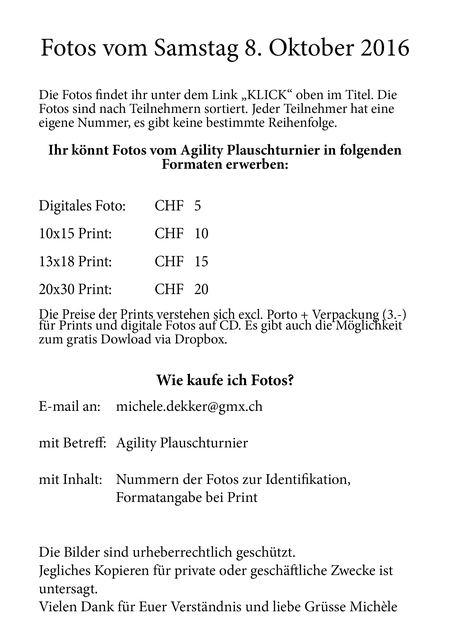 Fotos vom Samstag 8. Oktober 2016
Die Fotos findet ihr unter dem Link „KLICK“ oben im Titel. Die
Fotos sind nach Teilnehmern sortiert. Jeder Teilnehmer hat eine
eigene Nummer, es gibt keine bestimmte Reihenfolge.
Ihr könnt Fotos vom Agility Plauschturnier in folgenden
Formaten erwerben:
Digitales Foto: CHF 5
10x15 Print: CHF 10
13x18 Print: CHF 15
20x30 Print: CHF 20
Die Preise der Prints verstehen sich excl. Porto + Verpackung (3.-)
für Prints und digitale Fotos auf CD. Es gibt auch die Möglichkeit
zum gratis Dowload via Dropbox.
Wie kaufe ich Fotos?
E-mail an: michele.dekker@gmx.ch
mit Betreff: Agility Plauschturnier
mit Inhalt: Nummern der Fotos zur Identifikation,
Formatangabe bei Print
Die Bilder sind urheberrechtlich geschützt.
Jegliches Kopieren für private oder geschäftliche Zwecke ist
untersagt.
Vielen Dank für Euer Verständnis und liebe Grüsse Michèle